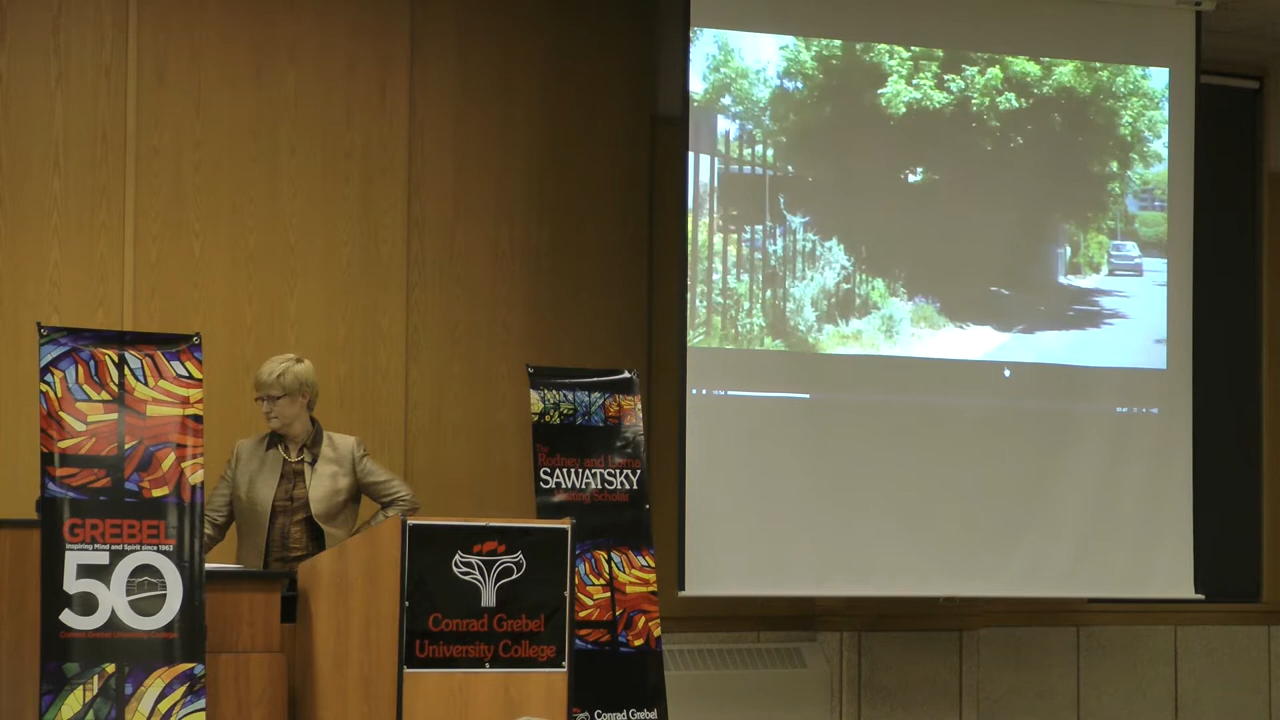 GREBEL
Inspiring Mind and Spirit since 1963
50
Conrad Grebel University College
The
Rodney and Lorna
SAWATSKY
Visiting Scholar
Conrad Grebel
University College
Conrad Grebel